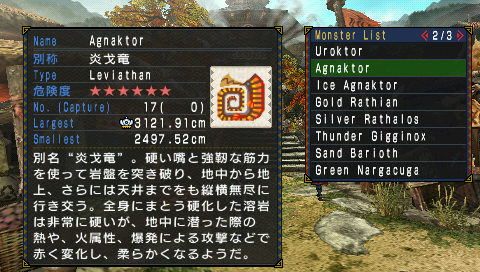 Name Agnaktor
別称 炎戈竜
Type Leviathan
危険度 ★★★★★★
No. (Capture) 17( 0)
Largest 3121.91cm
Smallest 2497.52cm
別名“炎戈竜”。硬い嘴と強靭な筋力
を使って岩盤を突き破り、地中から地
上、さらには天井までをも縦横無尽に
行き交う。全身にまとう硬化した溶岩
は非常に硬いが、地中に潜った際の
熱や、火属性、爆発による攻撃などで
赤く変化し、柔らかくなるようだ。
Monster List 2/3
Uroktor
Agnaktor
Ice Agnaktor
Gold Rathian
Silver Rathalos
Thunder Gigginox
Sand Barioth
Green Nargacuga